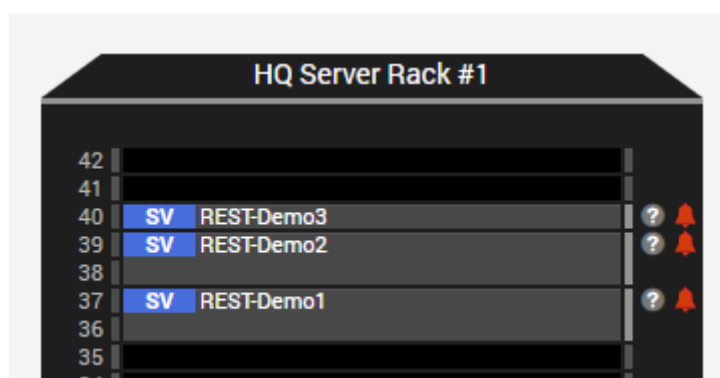 HQ Server Rack #1
42
41
40 SV REST-Demo3 ?
39 SV REST-Demo2 ?
38
37 SV REST-Demo1 ?
36
35